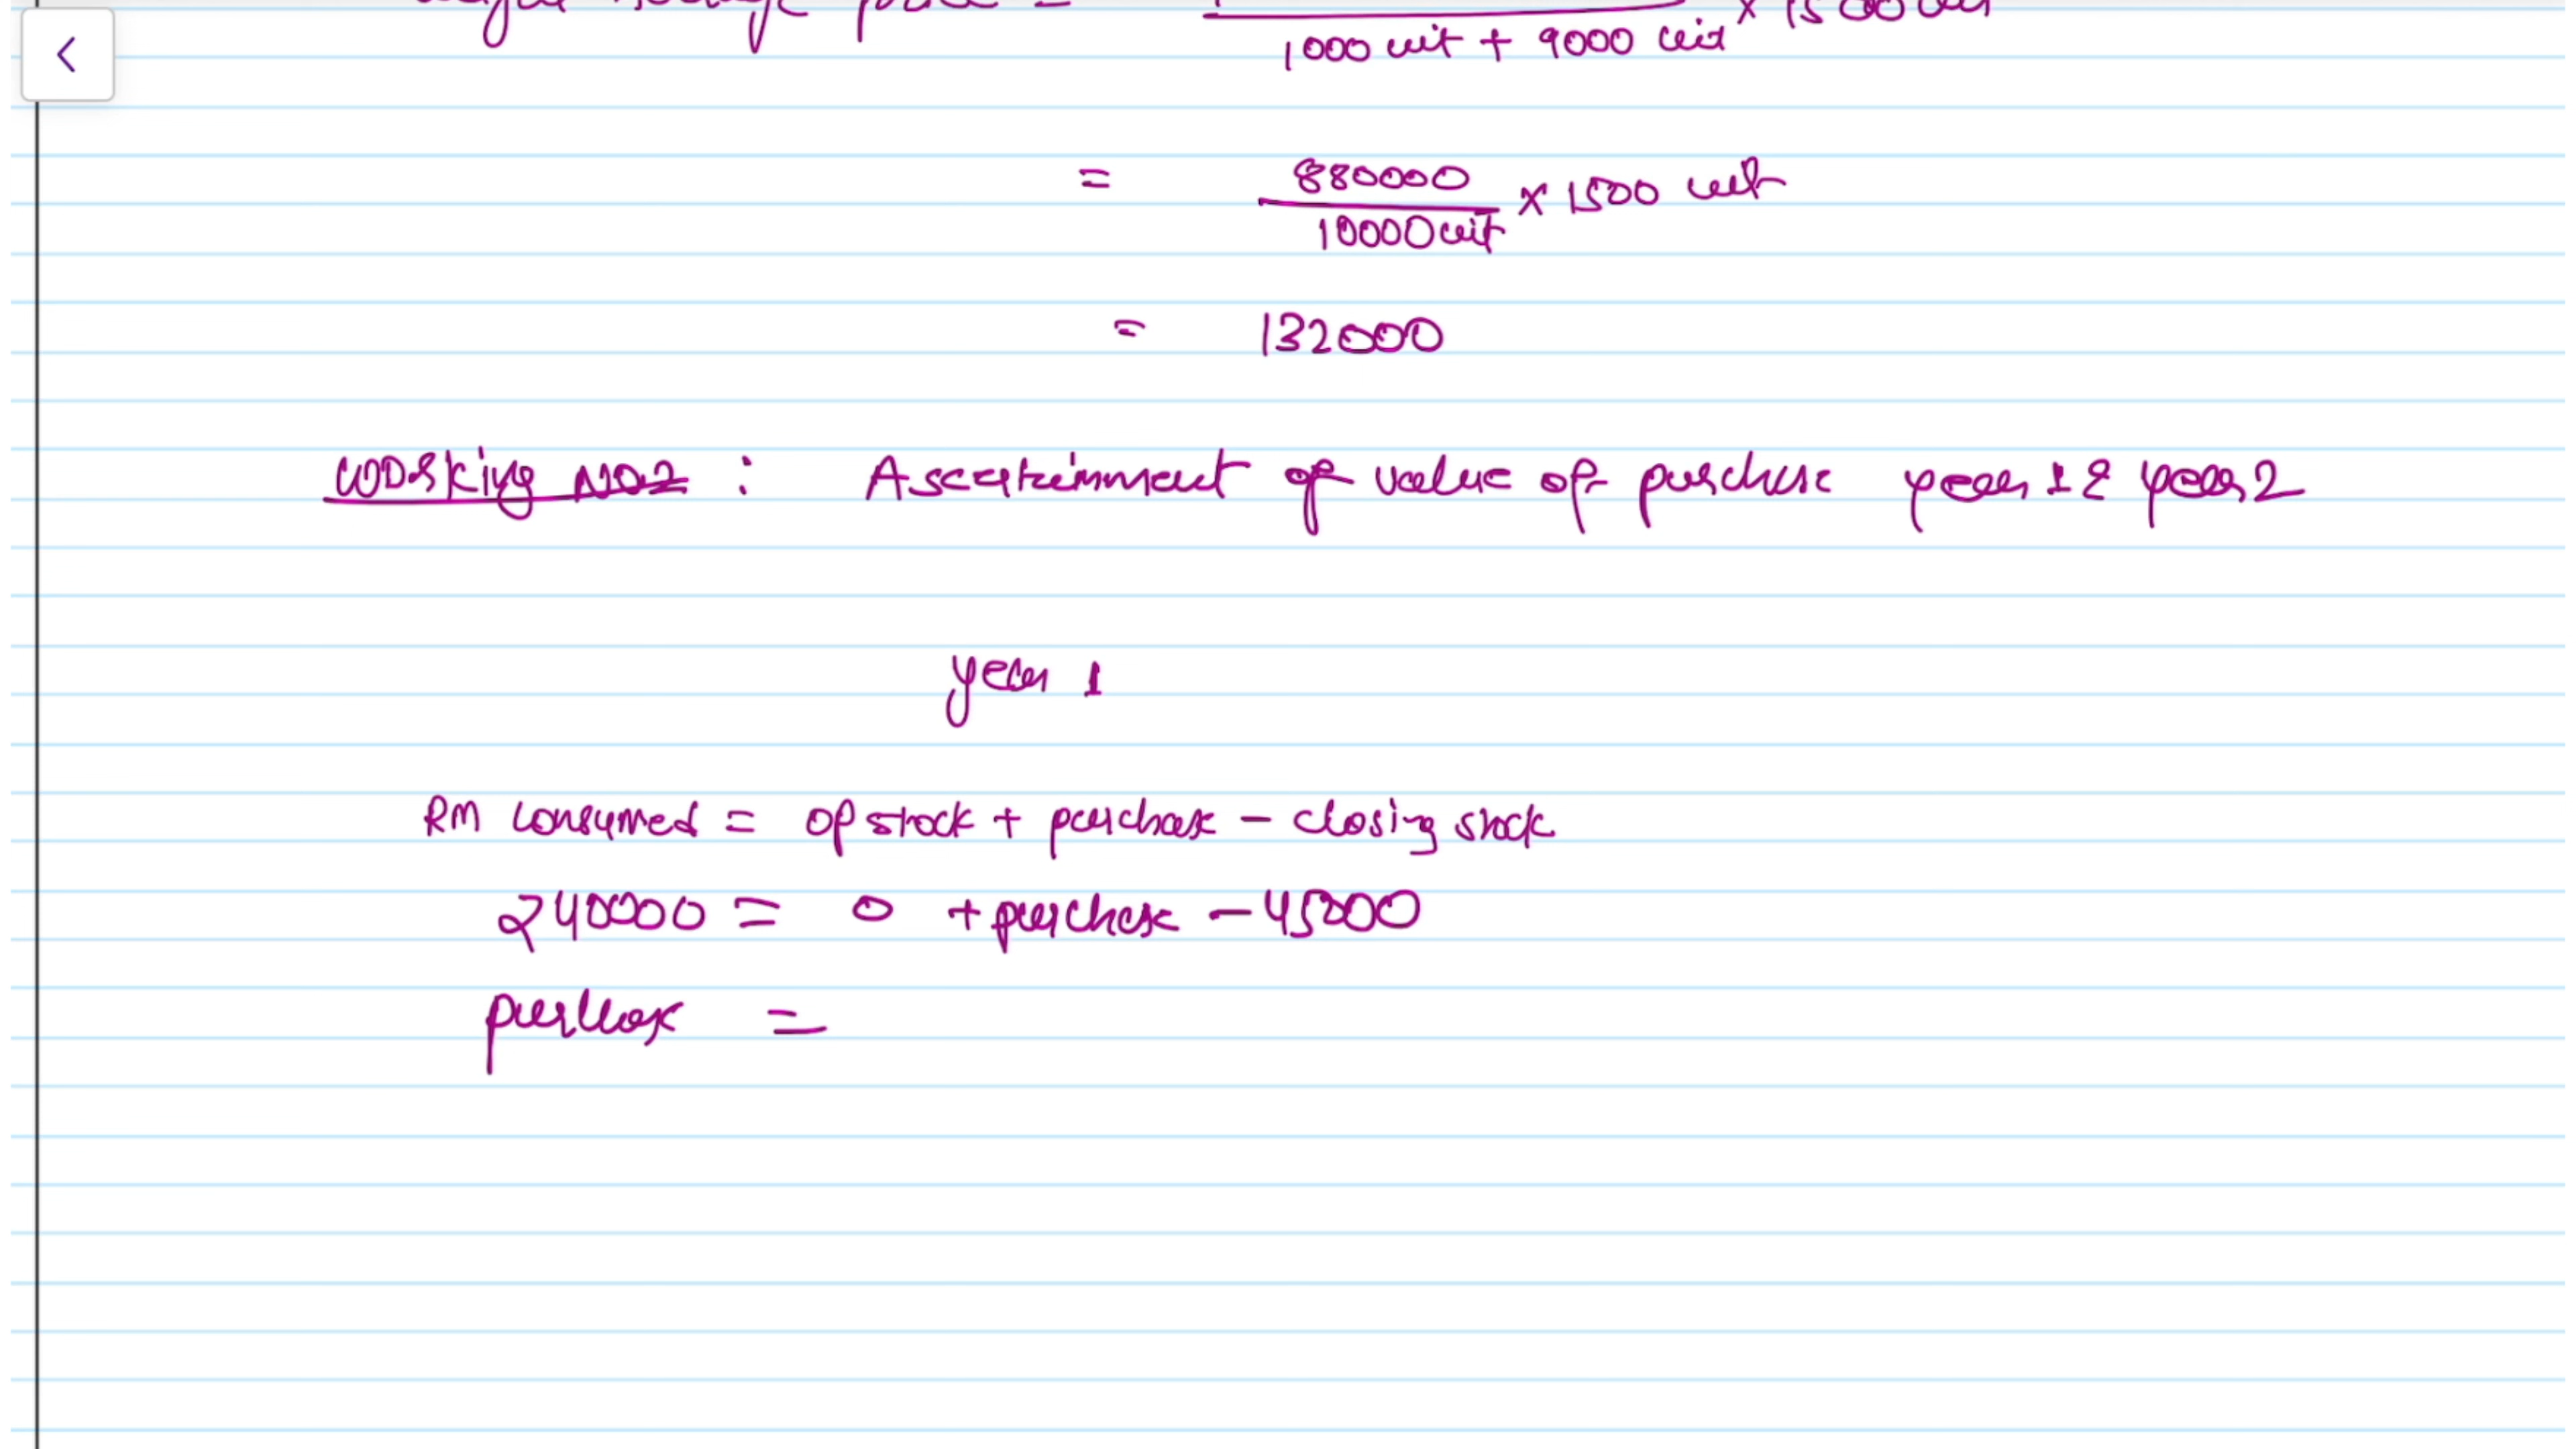 1000 unit + 9000 unit × 1500 unit
= 880000 / 10000 unit × 1500 unit
= 132000
Working No.2 : Ascertainment of value of purchase year 1 & year 2
year 1
RM consumed = op stock + purchase - closing stock
240000 = 0 + purchase - 45000
purchase =